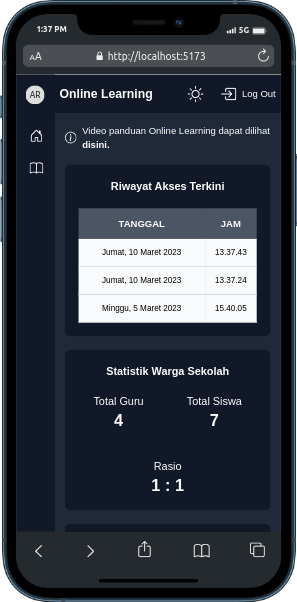 1:37 PM
5G
AA
http://localhost:5173
AR
Online Learning
Log Out
Video panduan Online Learning dapat dilihat
disini.
Riwayat Akses Terkini
TANGGAL JAM
Jumat, 10 Maret 2023 13.37.43
Jumat, 10 Maret 2023 13.37.24
Minggu, 5 Maret 2023 15.40.05
Statistik Warga Sekolah
Total Guru Total Siswa
4 7
Rasio
1 : 1